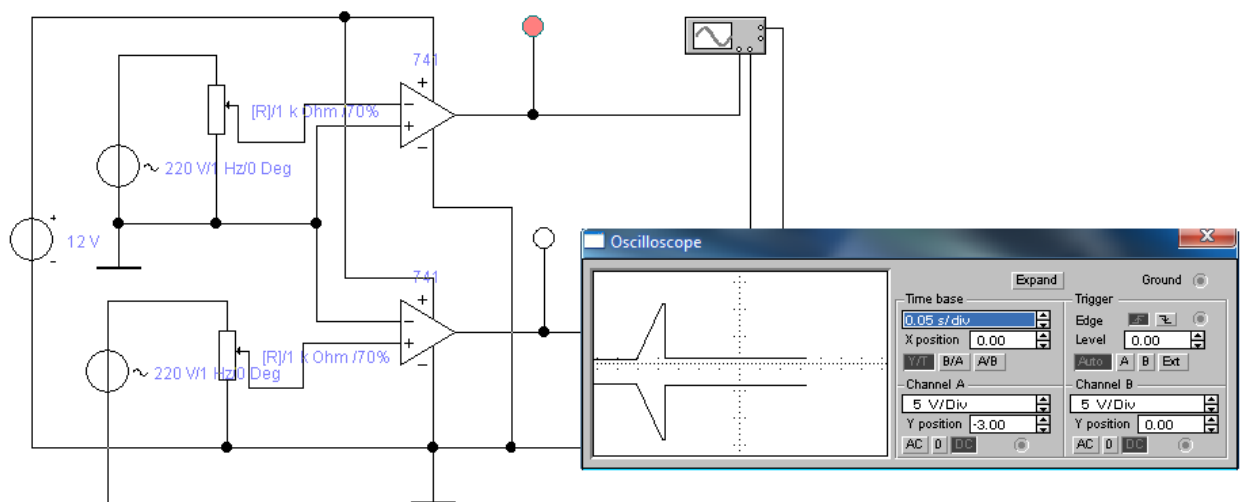 741
[R]/1 k Ohm /70%
220 V/1 Hz/0 Deg
12 V
741
[R]/1 k Ohm /70%
220 V/1 Hz/0 Deg
Oscilloscope
Expand
Ground
Time base
0.05 s/div
X position 0.00
Y/T B/A A/B
Trigger
Edge
Level 0.00
Auto A B Ext
Channel A
5 V/Div
Y position -3.00
AC 0 DC
Channel B
5 V/Div
Y position 0.00
AC 0 DC